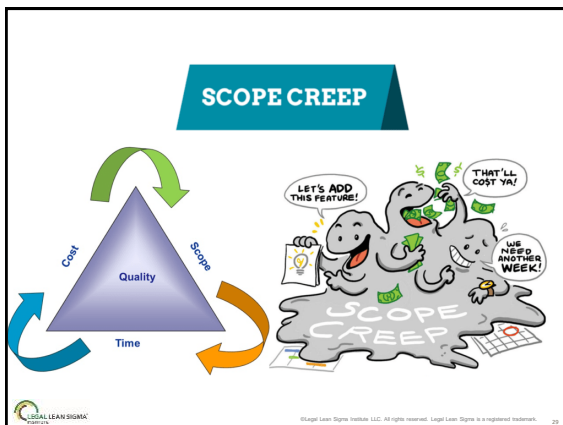 SCOPE CREEP
Cost
Scope
Quality
Time
LET'S ADD
THIS FEATURE!
THAT'LL
CO$T YA!
WE
NEED
ANOTHER
WEEK!
SCOPE
CREEP
LEGAL LEAN SIGMA
Institute
©Legal Lean Sigma Institute LLC. All rights reserved. Legal Lean Sigma is a registered trademark.
29